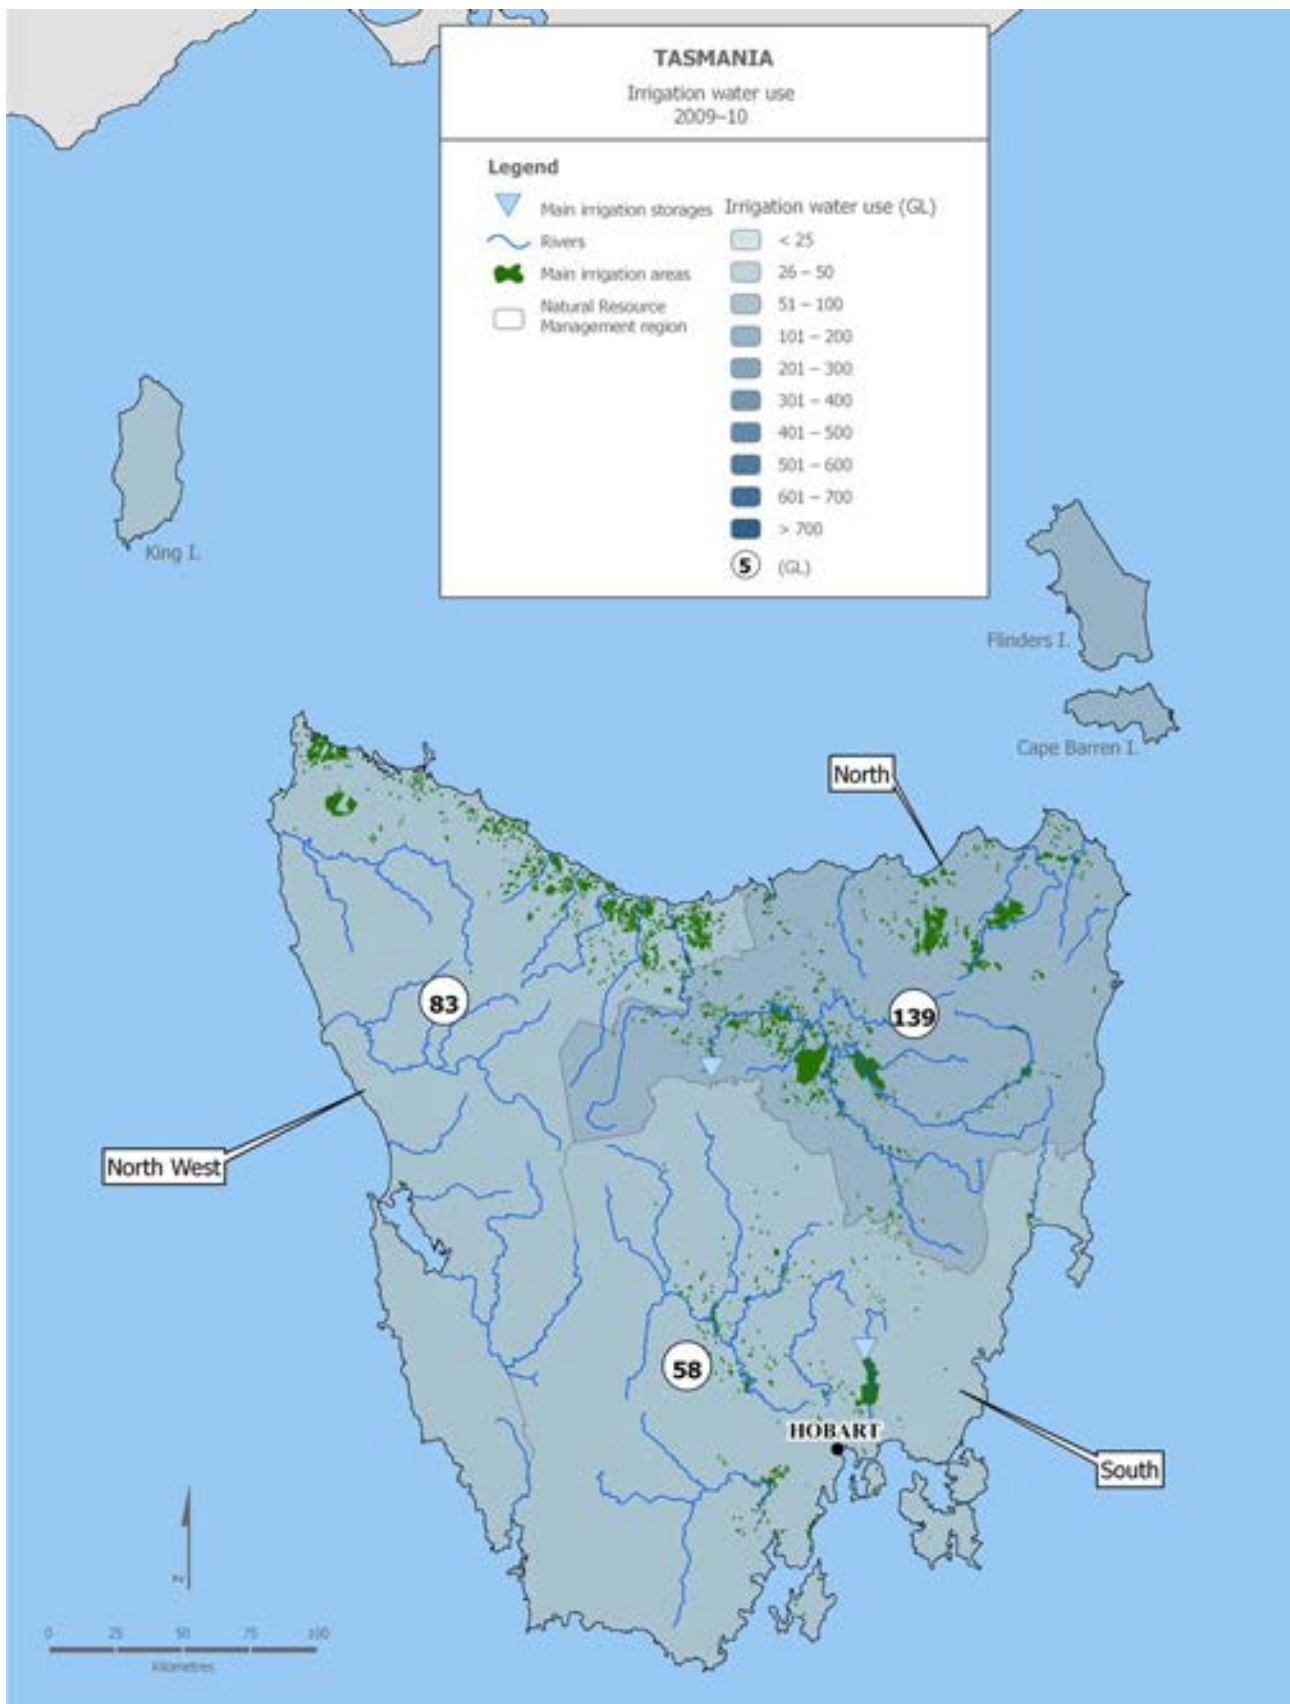 TASMANIA
Irrigation water use
2009–10
Legend
Main irrigation storages
Rivers
Main irrigation areas
Natural Resource
Management region
Irrigation water use (GL)
< 25
26 – 50
51 – 100
101 – 200
201 – 300
301 – 400
401 – 500
501 – 600
601 – 700
> 700
5 (GL)
King I.
Flinders I.
Cape Barren I.
North
83
139
North West
58
HOBART
South
N
0 25 50 75 100
Kilometres